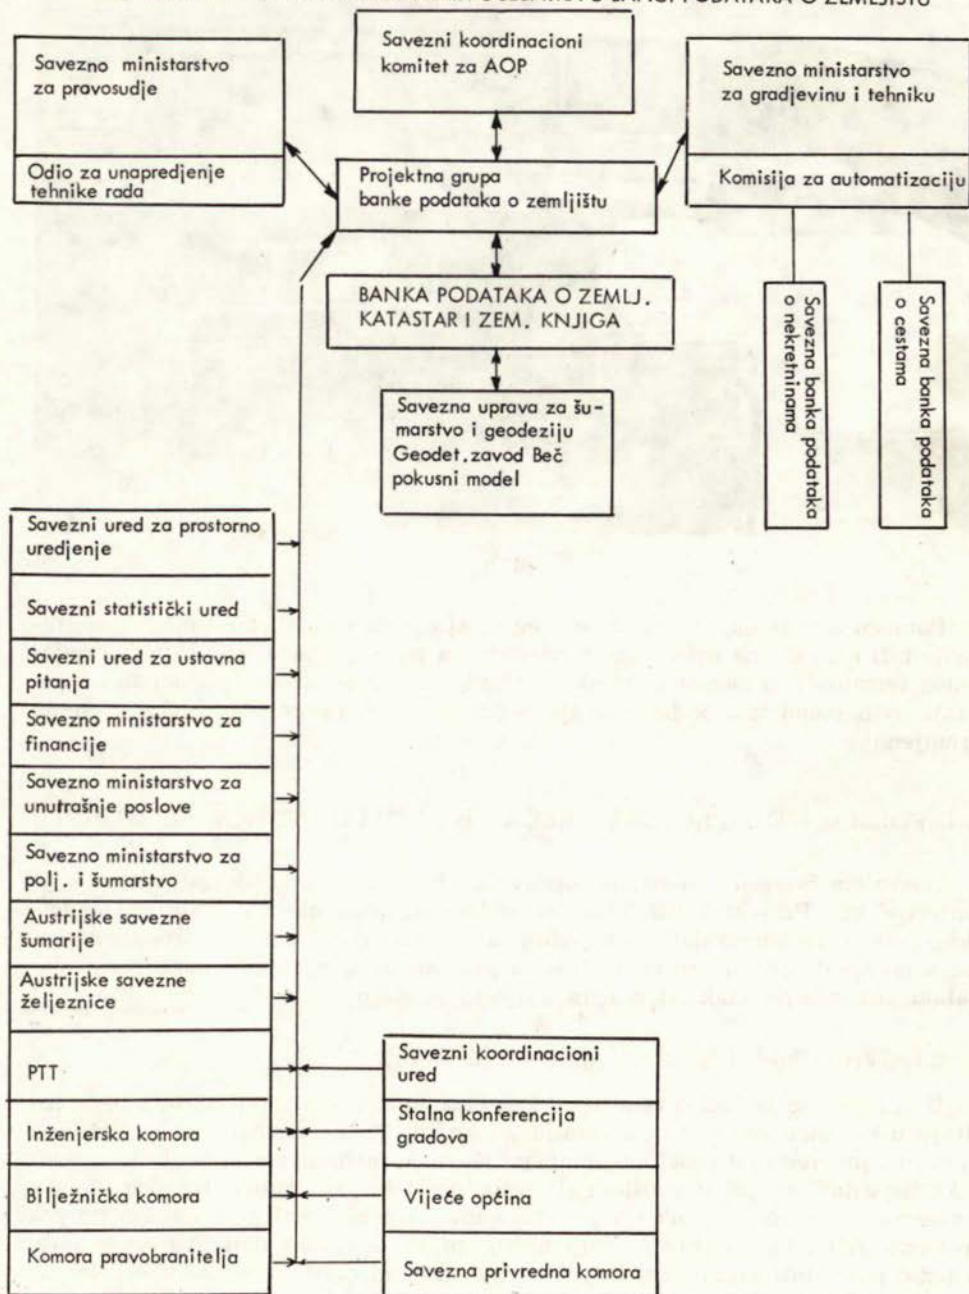 BANCI PODATAKA O ZEMLJIŠTU
Savezno ministarstvo
za pravosudje
Odio za unapredjenje
tehnike rada
Savezni koordinacioni
komitet za AOP
Savezno ministarstvo
za gradjevinu i tehniku
Komisija za automatizaciju
Projektna grupa
banke podataka o zemljištu
BANKA PODATAKA O ZEMLJ.
KATASTAR I ZEM. KNJIGA
Savezna uprava za šu-
marstvo i geodeziju
Geodet.zavod Beč
pokusni model
Savezna banka podataka
o nekretninama
Savezna banka podataka
o cestama
Savezni ured za prostorno
uredjenje
Savezni statistički ured
Savezni ured za ustavna
pitanja
Savezno ministarstvo za
financije
Savezno ministarstvo za
unutrašnje poslove
Savezno ministarstvo za
polj. i šumarstvo
Austrijske savezne
šumarije
Austrijske savezne
željeznice
PTT
Inženjerska komora
Bilježnička komora
Komora pravobranitelja
Savezni koordinacioni
ured
Stalna konferencija
gradova
Vijeće općina
Savezna privredna komora